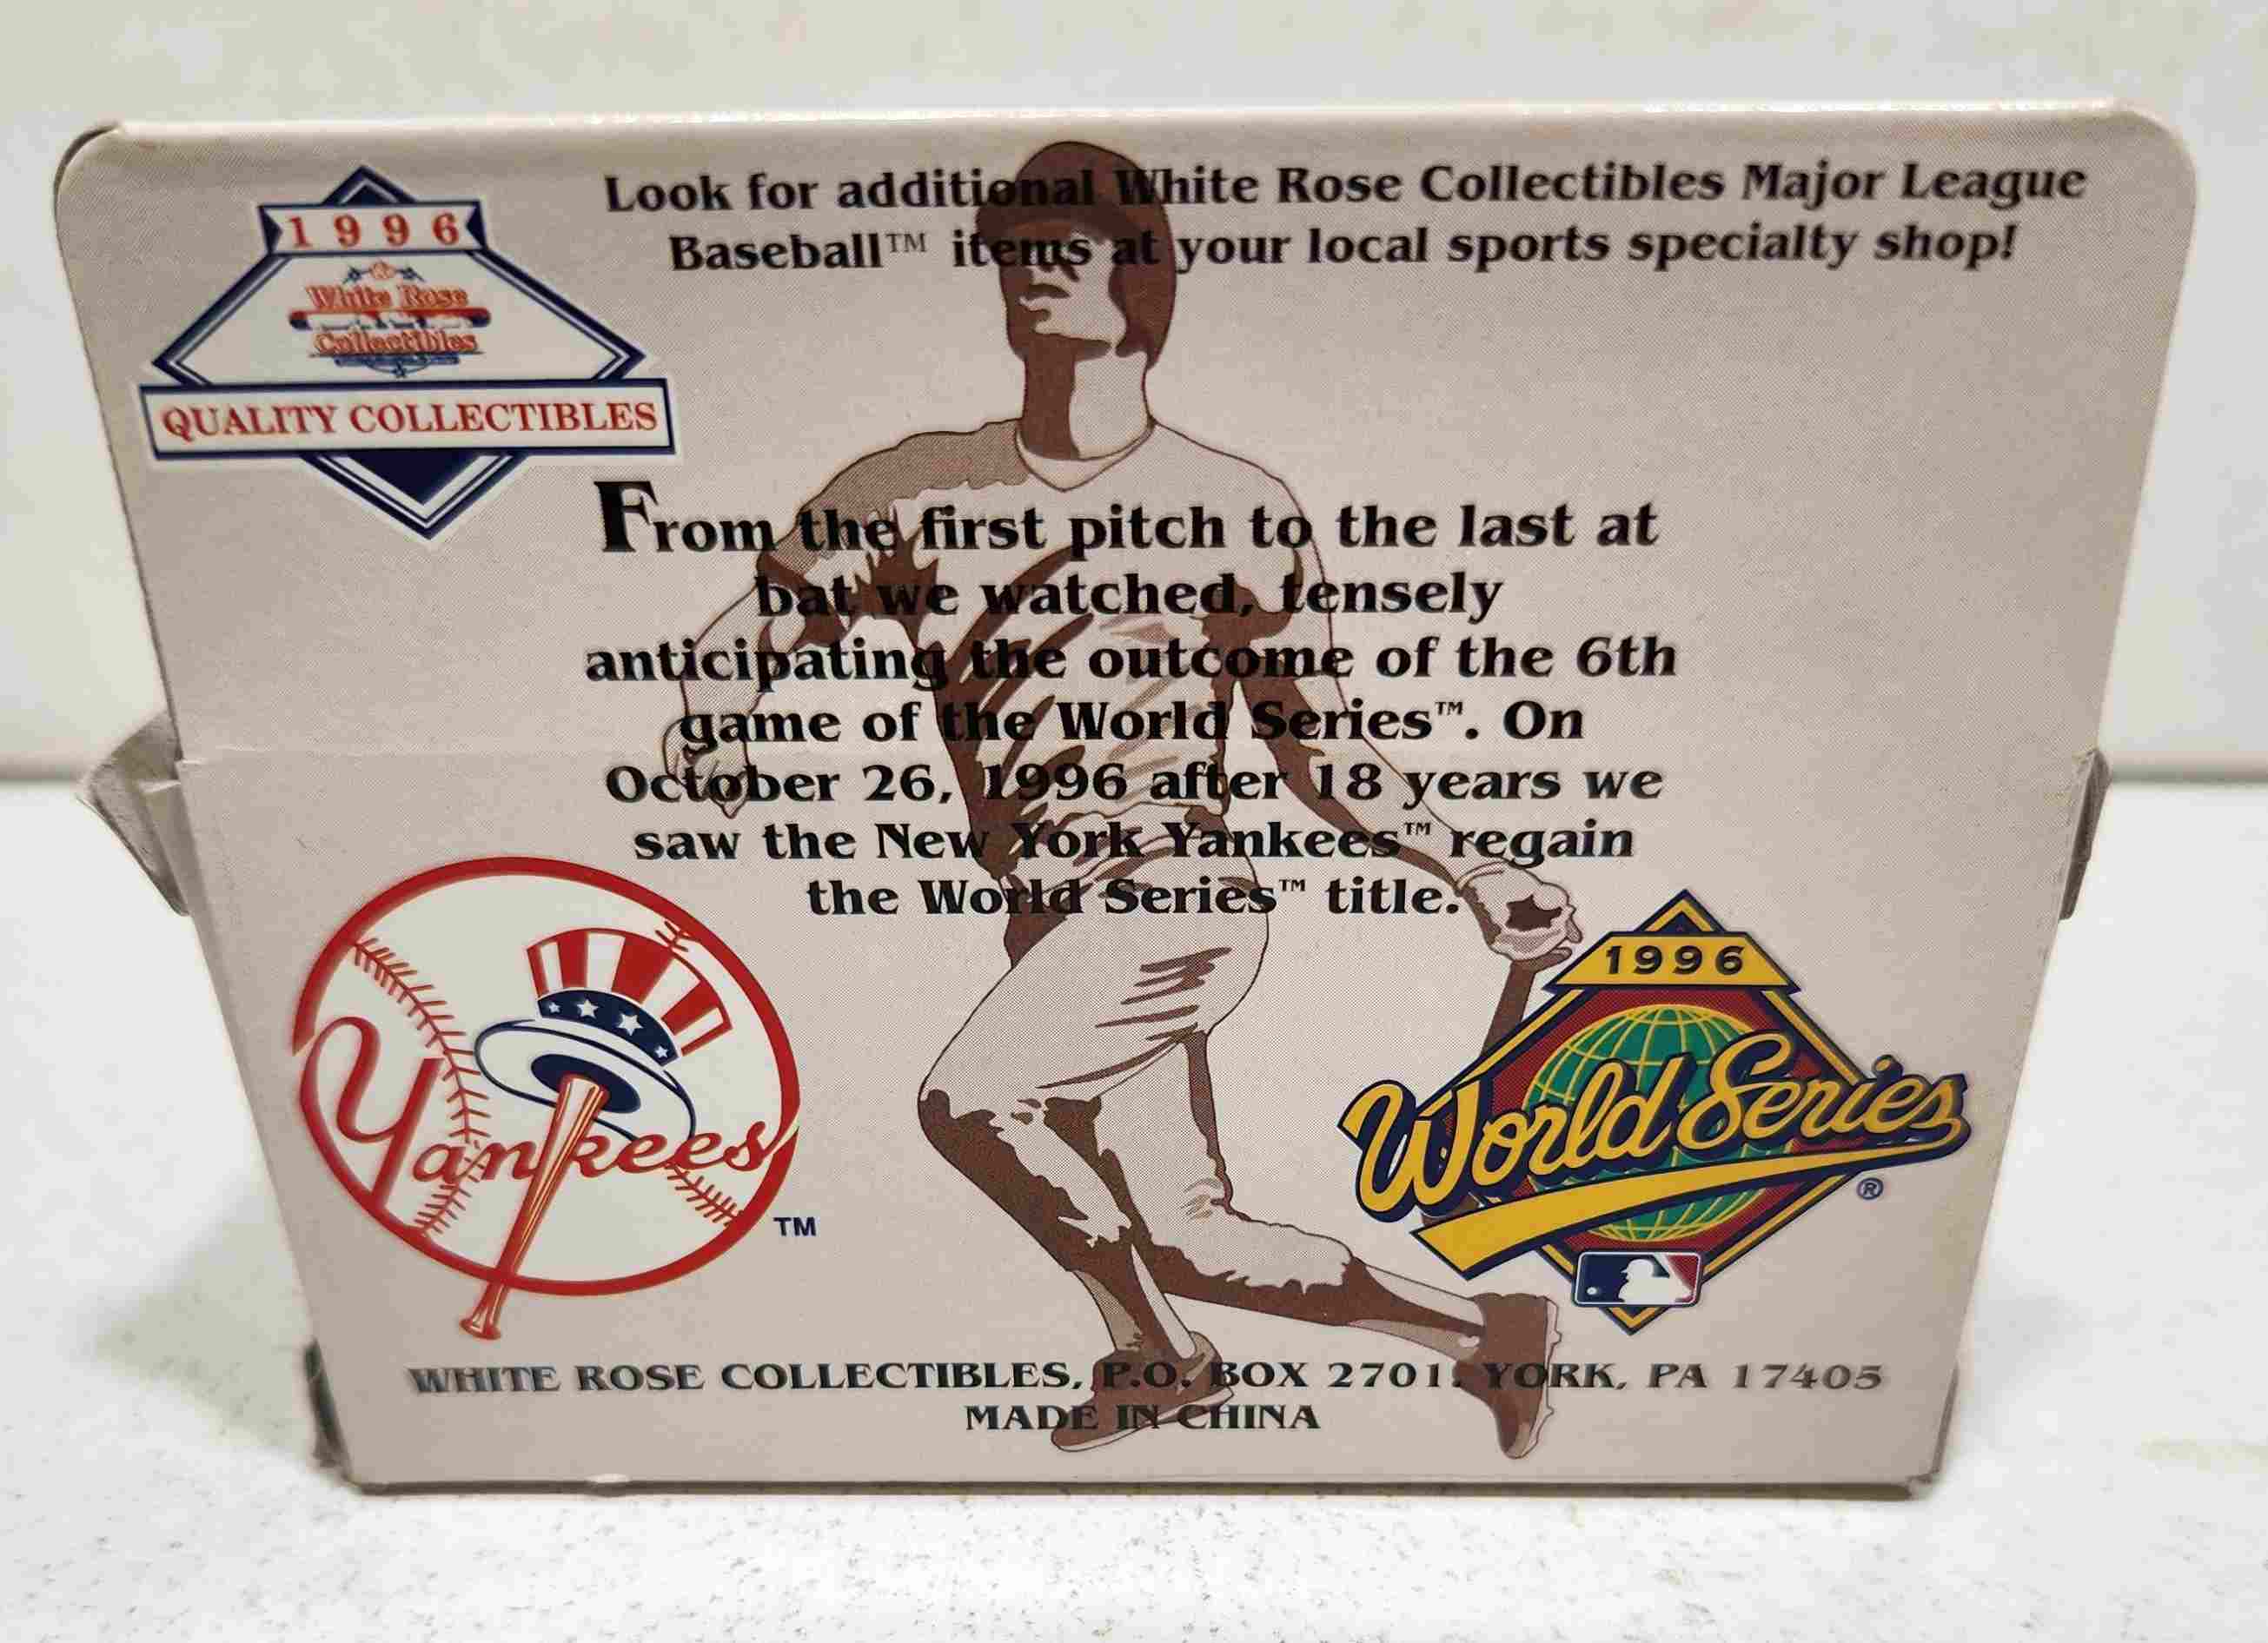 Look for additional White Rose Collectibles Major League
Baseball™ items at your local sports specialty shop!
1996
White Rose
Collectibles
QUALITY COLLECTIBLES
From the first pitch to the last at
bat we watched, tensely
anticipating the outcome of the 6th
game of the World Series™. On
October 26, 1996 after 18 years we
saw the New York Yankees™ regain
the World Series™ title.
Yankees
TM
1996
World Series
®
WHITE ROSE COLLECTIBLES, P.O. BOX 2701, YORK, PA 17405
MADE IN CHINA